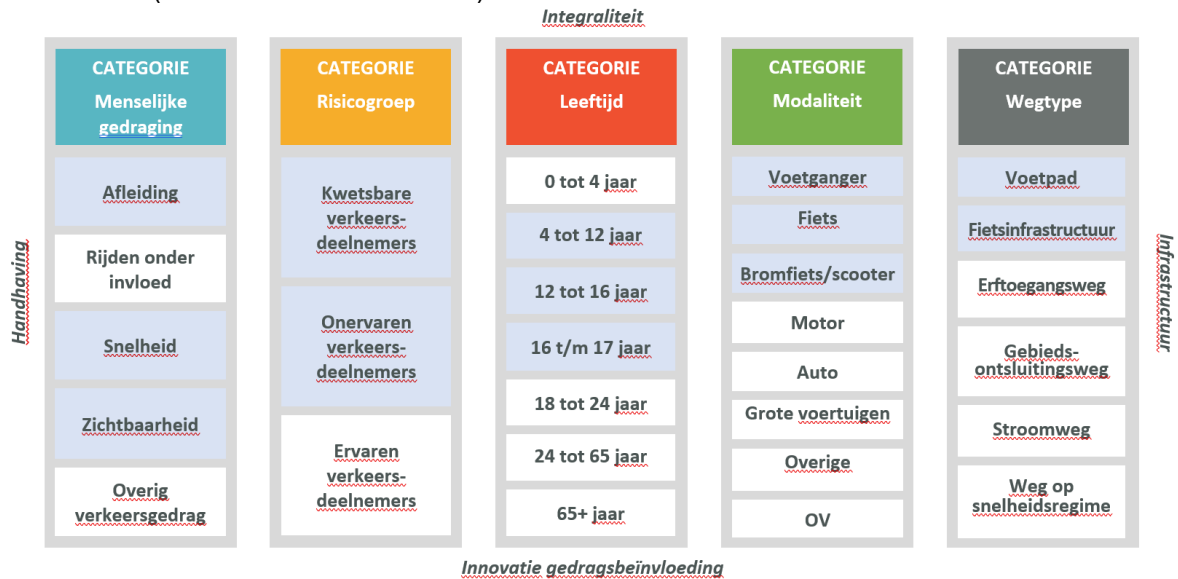 Integraliteit
Handhaving
CATEGORIE
Menselijke
gedraging
Afleiding
Rijden onder
invloed
Snelheid
Zichtbaarheid
Overig
verkeersgedrag
CATEGORIE
Risicogroep
Kwetsbare
verkeers-
deelnemers
Onervaren
verkeers-
deelnemers
Ervaren
verkeers-
deelnemers
CATEGORIE
Leeftijd
0 tot 4 jaar
4 tot 12 jaar
12 tot 16 jaar
16 t/m 17 jaar
18 tot 24 jaar
24 tot 65 jaar
65+ jaar
CATEGORIE
Modaliteit
Voetganger
Fiets
Bromfiets/scooter
Motor
Auto
Grote voertuigen
Overige
OV
CATEGORIE
Wegtype
Voetpad
Fietsinfrastructuur
Erftoegangsweg
Gebieds-
ontsluitingsweg
Stroomweg
Weg op
snelheidsregime
Infrastructuur
Innovatie gedragsbeïnvloeding